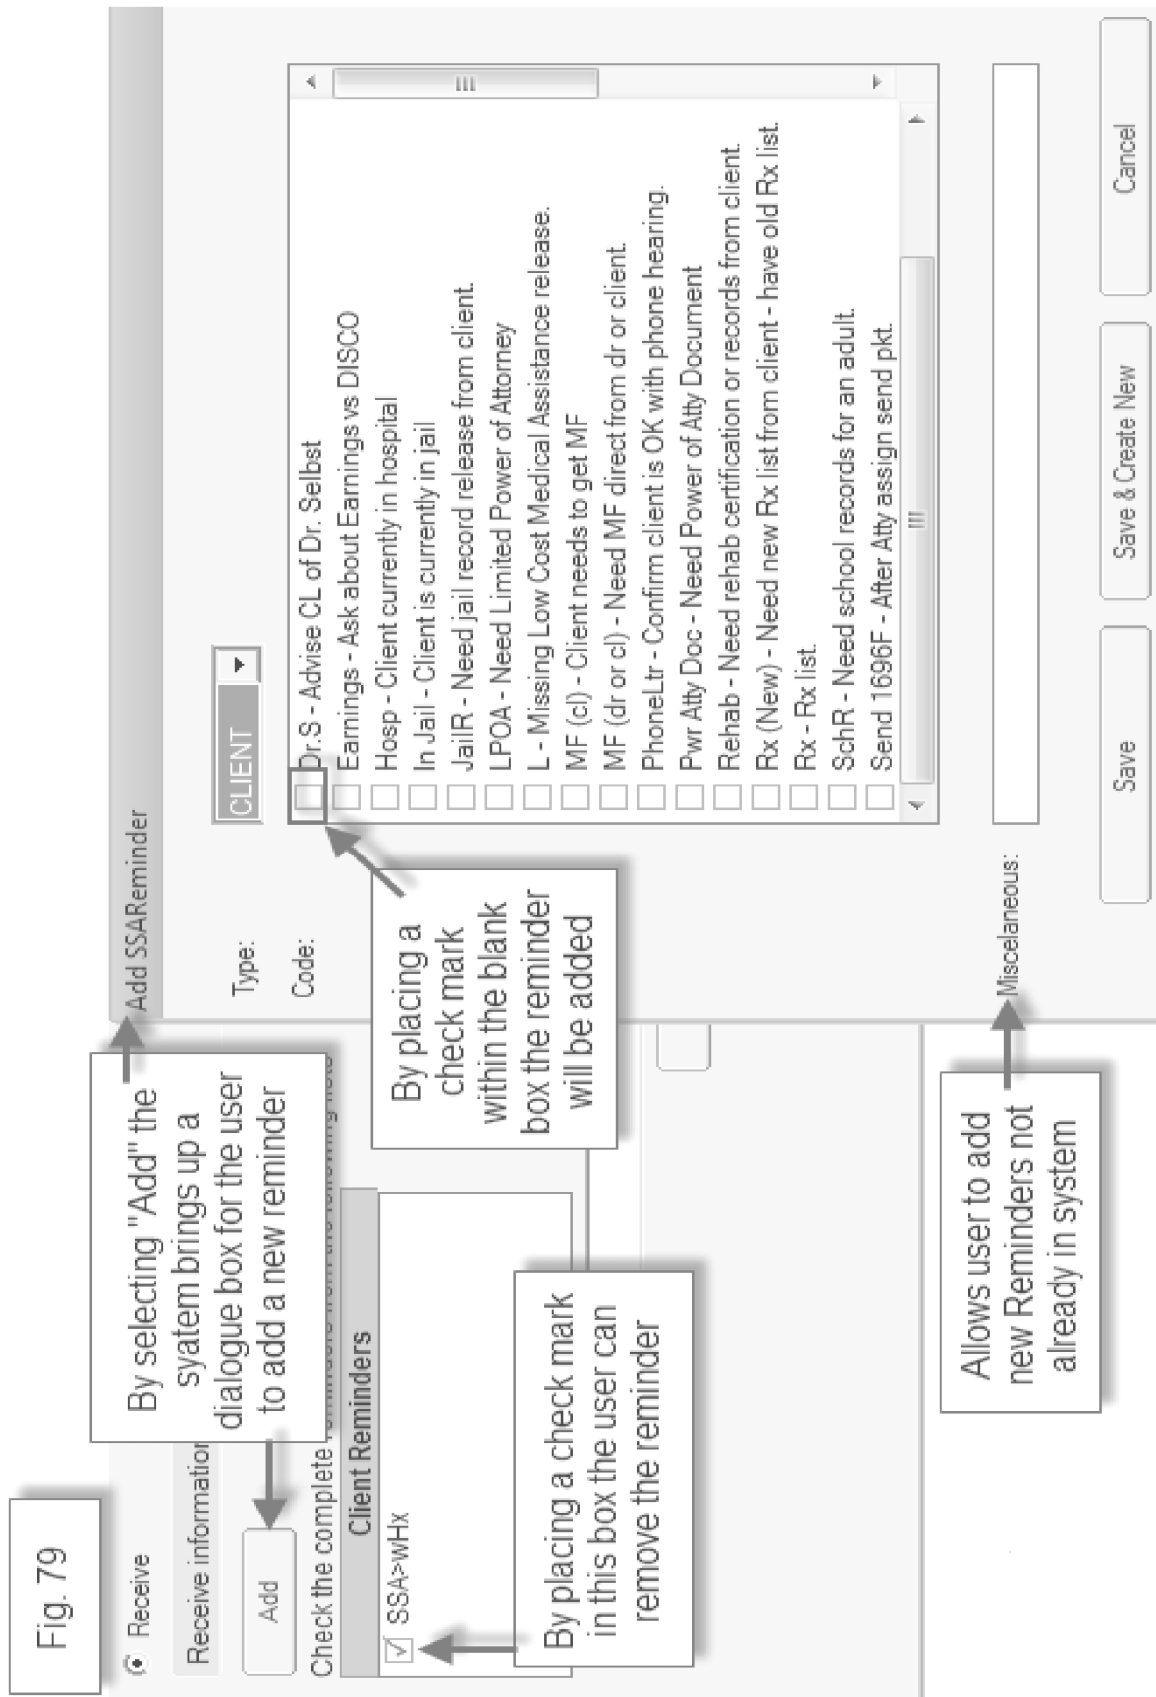 Fig. 79
Receive
Receive information
Add
By selecting "Add" the
syatem brings up a
dialogue box for the user
to add a new reminder
Check the complete reminders from the following note
Client Reminders
SSA>wHx
By placing a check mark
in this box the user can
remove the reminder
Add SSAReminder
Type:
CLIENT
Code:
Dr.S - Advise CL of Dr. Selbst
Earnings - Ask about Earnings vs DISCO
Hosp - Client currently in hospital
In Jail - Client is currently in jail
JailR - Need jail record release from client.
LPOA - Need Limited Power of Attorney
L - Missing Low Cost Medical Assistance release.
MF (cl) - Client needs to get MF
MF (dr or cl) - Need MF direct from dr or client.
PhoneLtr - Confirm client is OK with phone hearing.
Pwr Atty Doc - Need Power of Atty Document
Rehab - Need rehab certification or records from client.
Rx (New) - Need new Rx list from client - have old Rx list.
Rx - Rx list.
SchR - Need school records for an adult.
Send 1696F - After Atty assign send pkt.
By placing a
check mark
within the blank
box the reminder
will be added
Miscelaneous:
Allows user to add
new Reminders not
already in system
Save
Save & Create New
Cancel